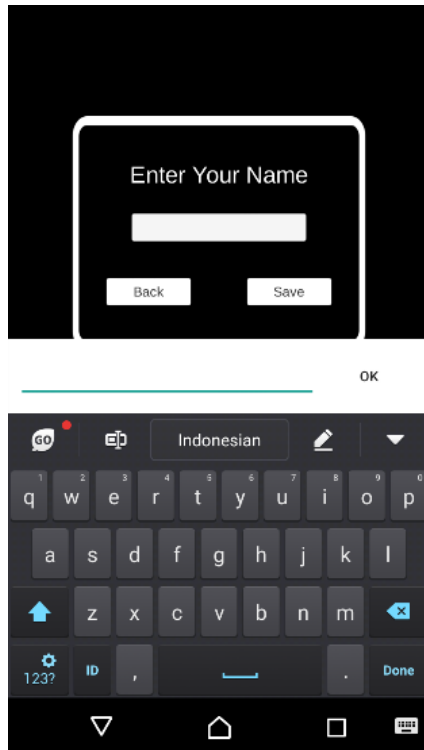 Enter Your Name
Back Save
OK
GO Indonesian
1 2 3 4 5 6 7 8 9 0
q w e r t y u i o p
a s d f g h j k l
z x c v b n m
123? ID , . Done